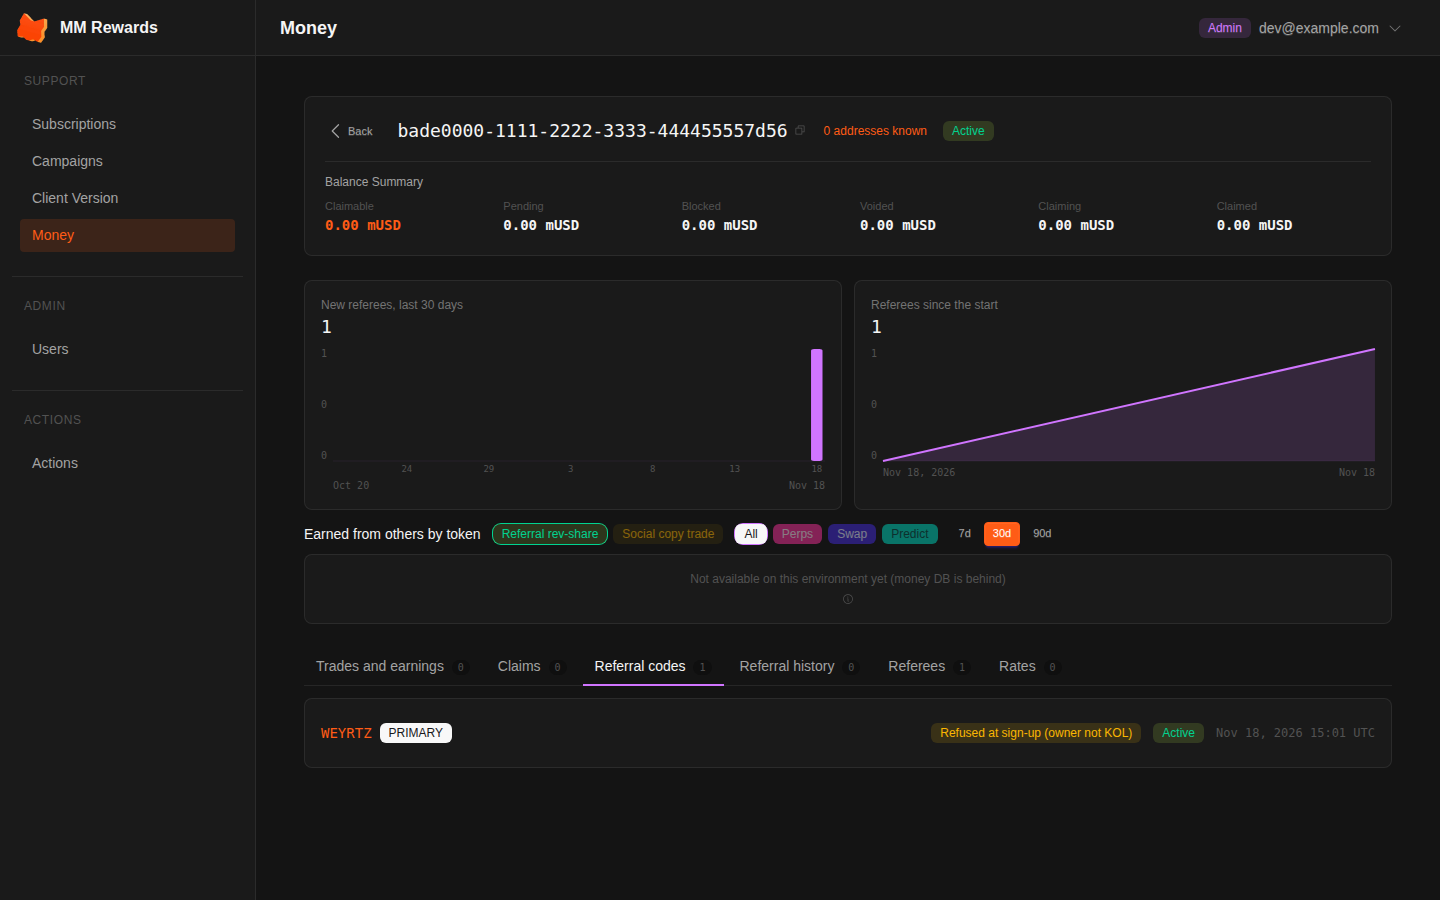 MM Rewards
Money
Admin dev@example.com
SUPPORT
Subscriptions
Campaigns
Client Version
Money
ADMIN
Users
ACTIONS
Actions
Back bade0000-1111-2222-3333-444455557d56 0 addresses known Active
Balance Summary
Claimable Pending Blocked Voided Claiming Claimed
0.00 mUSD 0.00 mUSD 0.00 mUSD 0.00 mUSD 0.00 mUSD 0.00 mUSD
New referees, last 30 days
1
1
0
0
24 29 3 8 13 18
Oct 20 Nov 18
Referees since the start
1
1
0
0
Nov 18, 2026 Nov 18
Earned from others by token Referral rev-share Social copy trade All Perps Swap Predict 7d 30d 90d
Not available on this environment yet (money DB is behind)
Trades and earnings 0 Claims 0 Referral codes 1 Referral history 0 Referees 1 Rates 0
WEYRTZ PRIMARY Refused at sign-up (owner not KOL) Active Nov 18, 2026 15:01 UTC